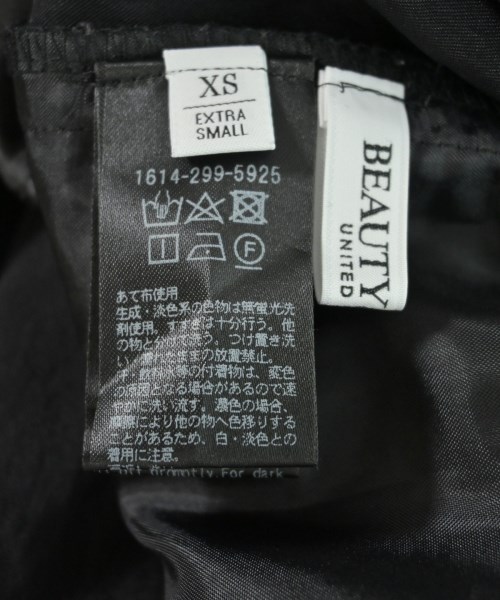 XS
EXTRA
SMALL
1614-299-5925
F
あて布使用
生成・淡色系の色物は無蛍光洗
剤使用。すすぎは十分行う。他
の物と分けて洗う。つけ置き洗
い・濡れたままの放置禁止。
の付着物は、変色
の原因となる場合があるので速
やかに洗い流す。濃色の場合、
摩擦により他の物へ色移りする
ことがあるため、白・淡色との
着用に注意。
promptly.For dark
BEAUTY
UNITED